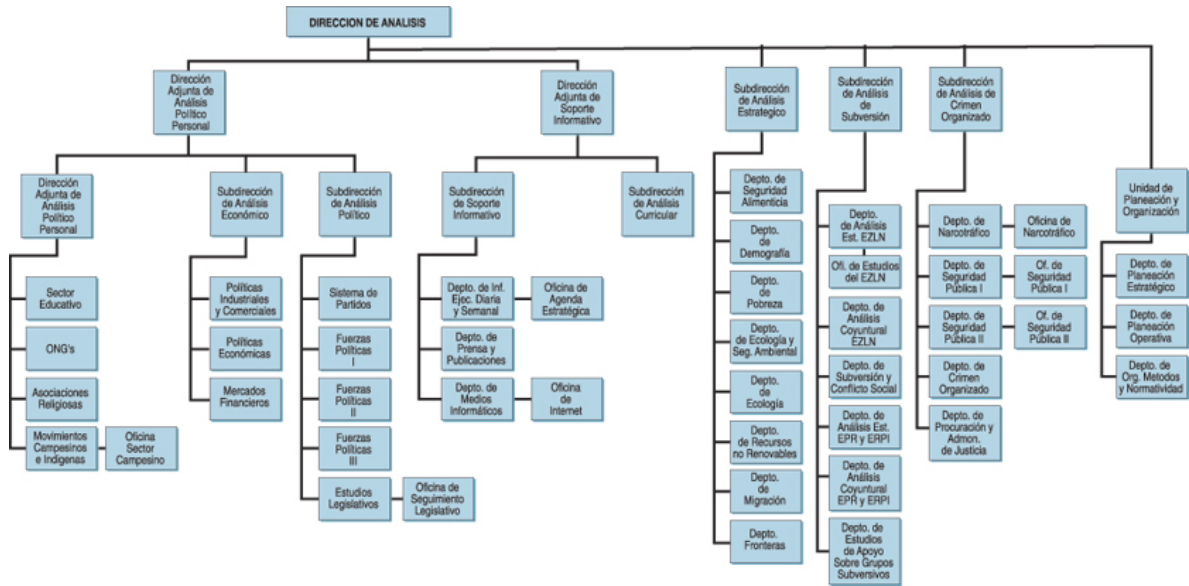 DIRECCION DE ANALISIS
Dirección
Adjunta de
Análisis
Político
Personal
Dirección
Adjunta de
Soporte
Informativo
Subdirección
de Análisis
Estrategico
Subdirección
de Análisis
de
Subversión
Subdirección
de Análisis de
Crimen
Organizado
Unidad de
Planeación y
Organización
Dirección
Adjunta de
Análisis
Político
Personal
Subdirección
de Análisis
Económico
Subdirección
de Análisis
Político
Subdirección
de Soporte
Informativo
Subdirección
de Análisis
Curricular
Sector
Educativo
ONG's
Asociaciones
Religiosas
Movimientos
Campesinos
e Indigenas
Oficina
Sector
Campesino
Políticas
Industriales
y Comerciales
Políticas
Económicas
Mercados
Financieros
Sistema de
Partidos
Fuerzas
Políticas
I
Fuerzas
Políticas
II
Fuerzas
Políticas
III
Estudios
Legislativos
Oficina de
Seguimiento
Legislativo
Depto. de Inf.
Ejec. Diaria
y Semanal
Oficina de
Agenda
Estratégica
Depto. de
Prensa y
Publicaciones
Depto. de
Medios
Informáticos
Oficina
de
Internet
Depto. de
Seguridad
Alimenticia
Depto.
de
Demografía
Depto.
de
Pobreza
Depto.
de Ecología y
Seg. Ambiental
Depto.
de
Ecología
Depto.
de Recursos
no Renovables
Depto.
de
Migración
Depto.
Fronteras
Depto.
de Análisis
Est. EZLN
Ofi. de Estudios
del EZLN
Depto.
de Análisis
Coyuntural
EZLN
Depto. de
Subversión y
Conflicto Social
Depto. de
Análisis Est.
EPR y ERPI
Depto. de
Análisis
Coyuntural
EPR y ERPI
Depto. de
Estudios
de Apoyo
Sobre Grupos
Subversivos
Depto.
de Narcotráfico
Oficina de
Narcotráfico
Depto. de
Seguridad
Pública I
Of. de
Seguridad
Pública I
Depto. de
Seguridad
Pública II
Of. de
Seguridad
Pública II
Depto. de
Crimen
Organizado
Depto. de
Procuración y
Admon.
de Justicia
Depto. de
Planeación
Estratégico
Depto. de
Planeación
Operativa
Depto. de
Org. Metodos
y Normatividad